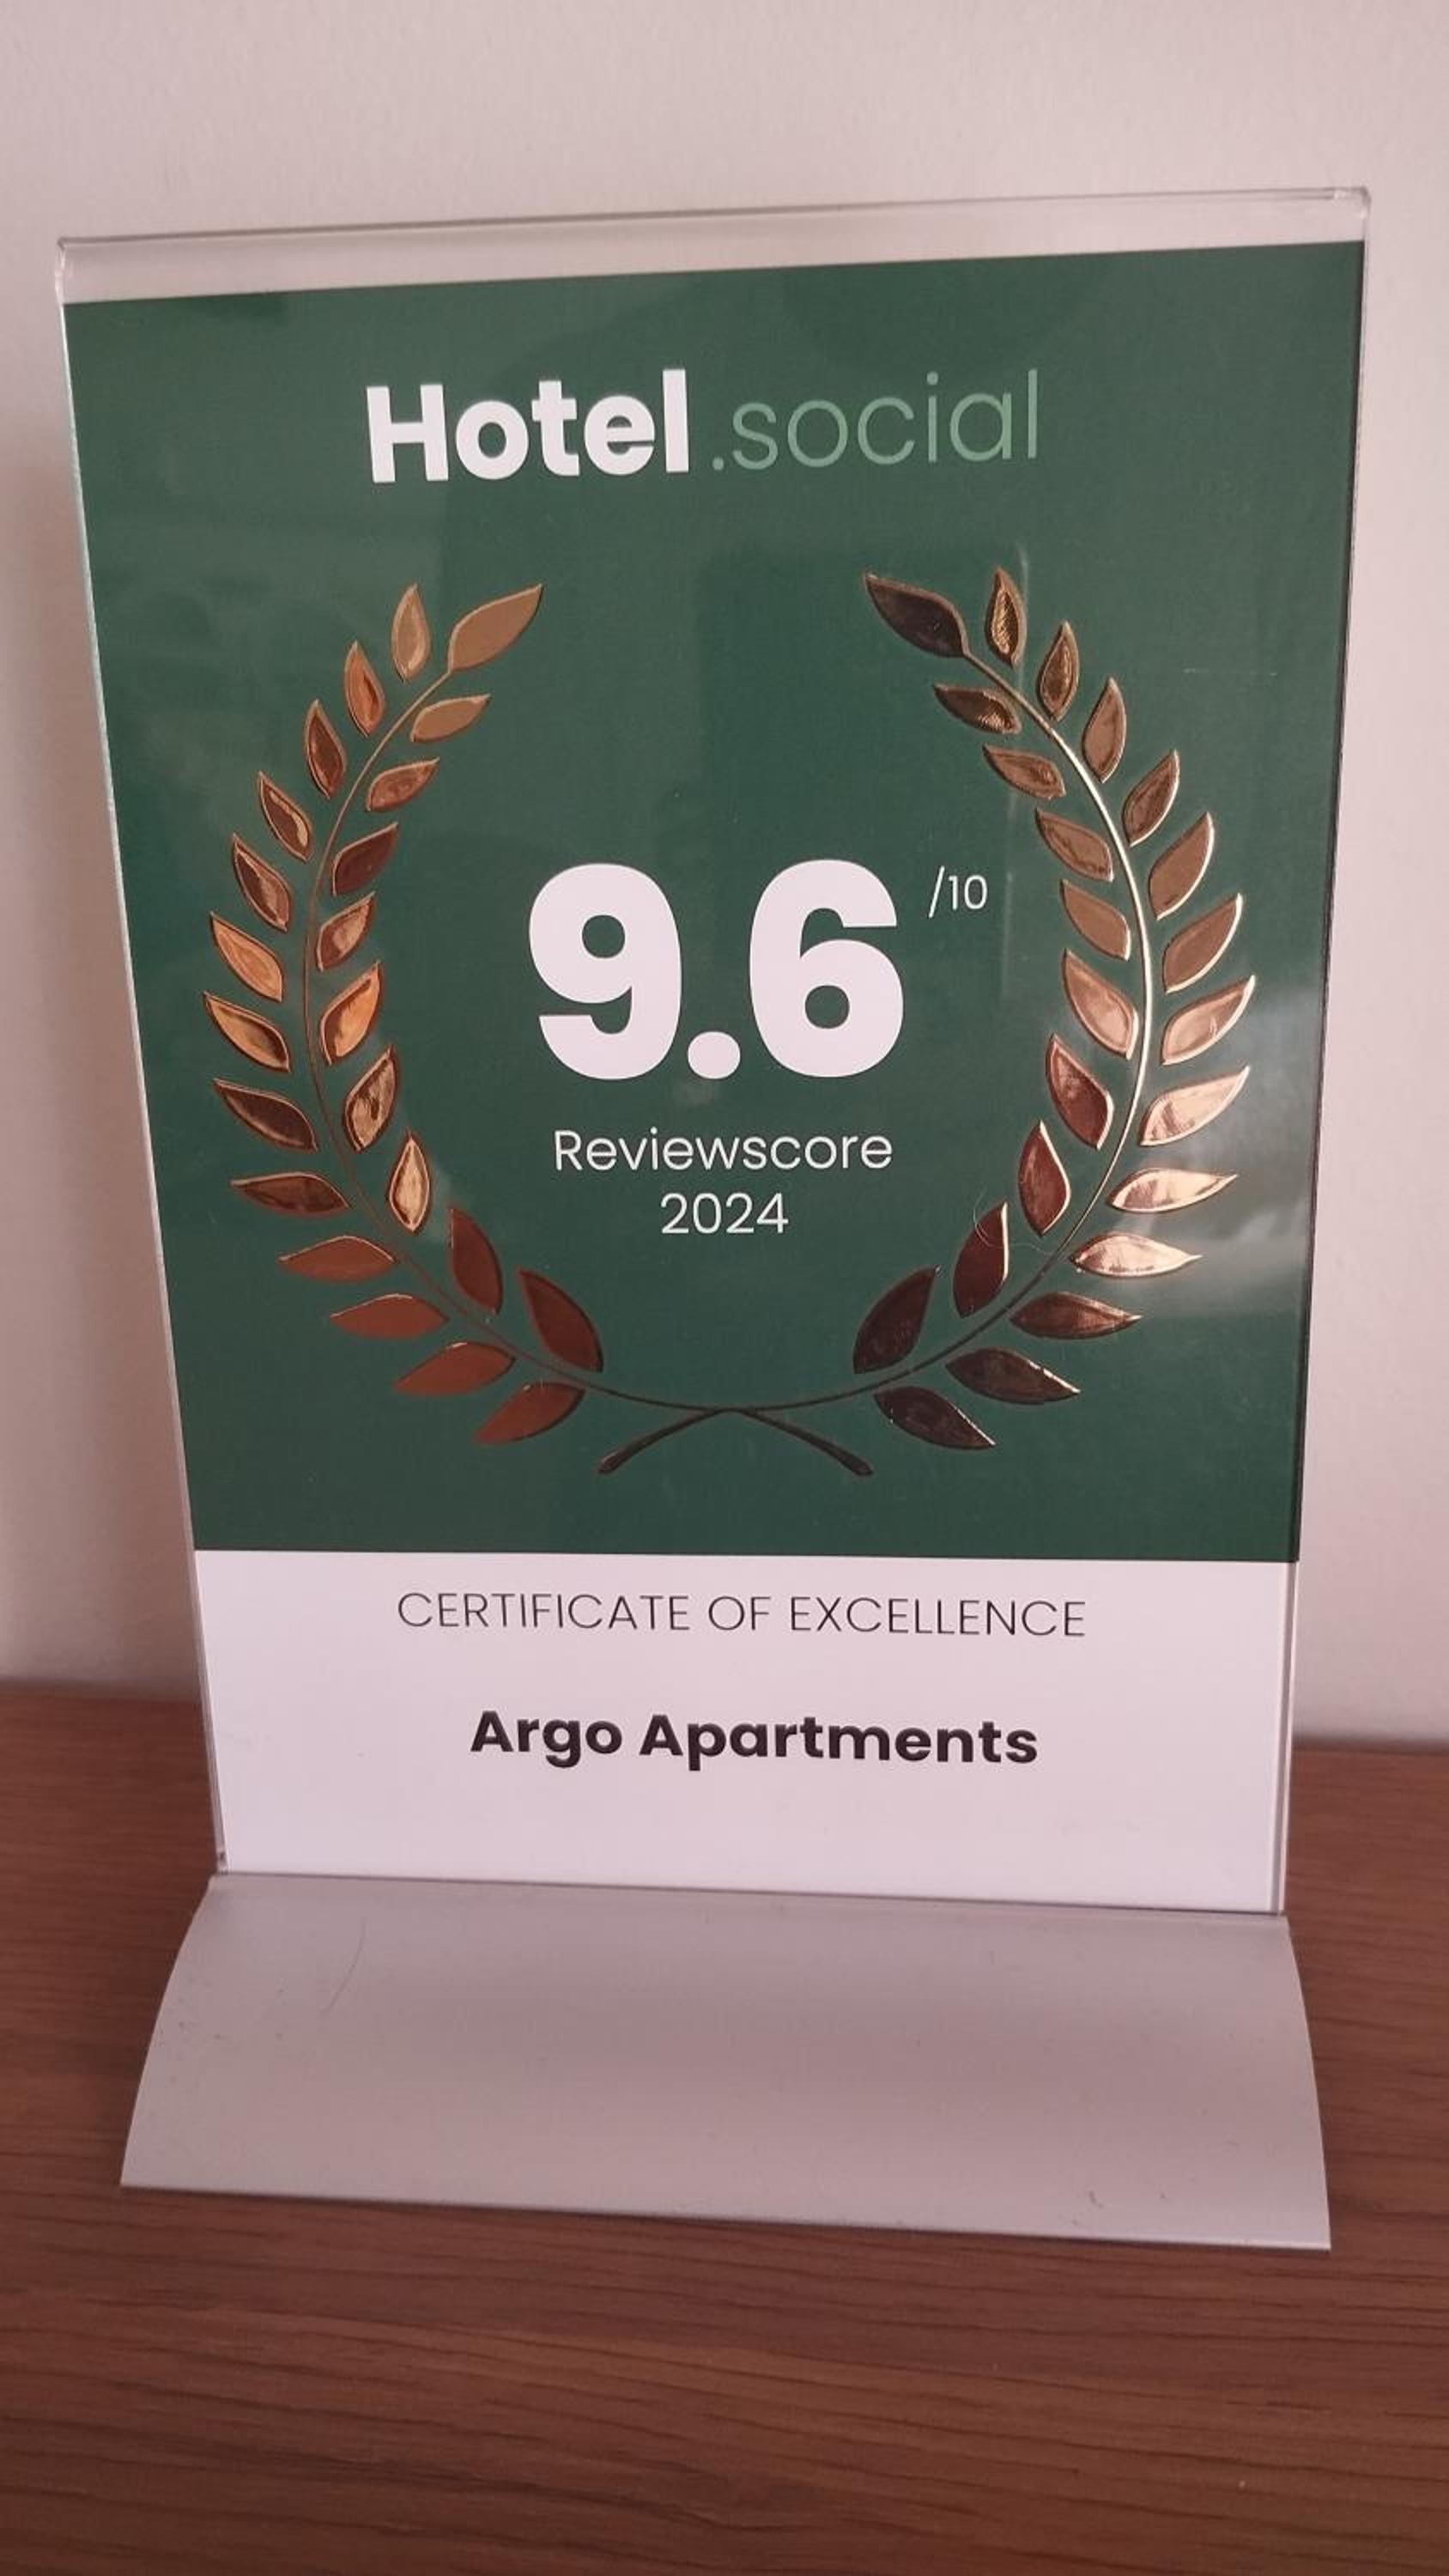 Hotel.social
9.6 /10
Reviewscore
2024
CERTIFICATE OF EXCELLENCE
Argo Apartments